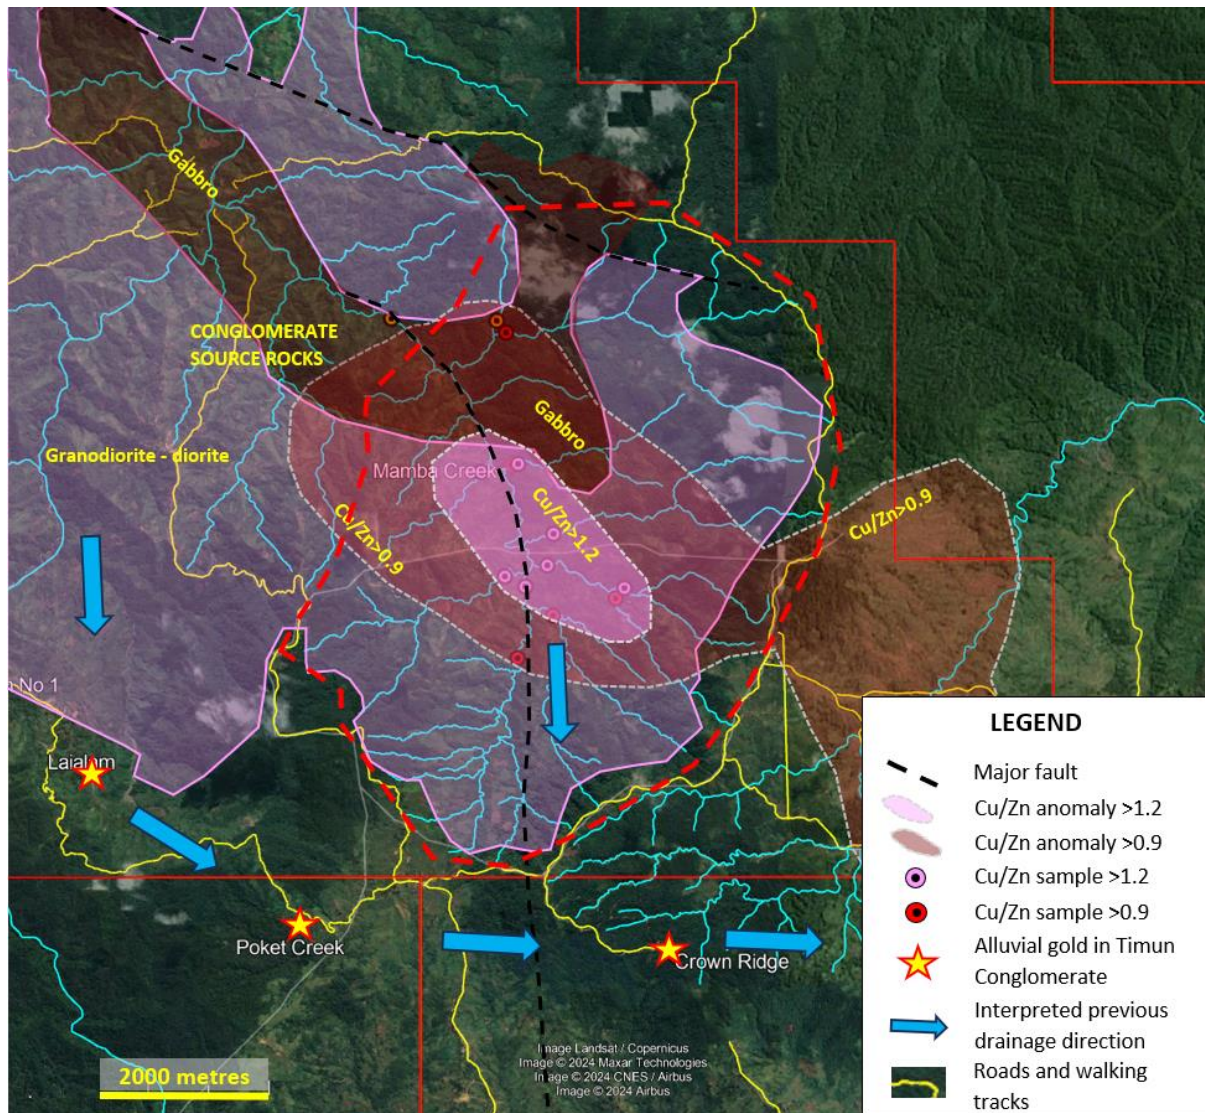 Gabbro
CONGLOMERATE
SOURCE ROCKS
Gabbro
Granodiorite - diorite
Mamba Creek
Cu/Zn>1.2
Cu/Zn>0.9
Cu/Zn>0.9
No 1
Laialam
Poket Creek
Crown Ridge
2000 metres
Image Landsat / Copernicus
Image © 2024 Maxar Technologies
Image © 2024 CNES / Airbus
Image © 2024 Airbus
LEGEND
Major fault
Cu/Zn anomaly >1.2
Cu/Zn anomaly >0.9
Cu/Zn sample >1.2
Cu/Zn sample >0.9
Alluvial gold in Timun
Conglomerate
Interpreted previous
drainage direction
Roads and walking
tracks